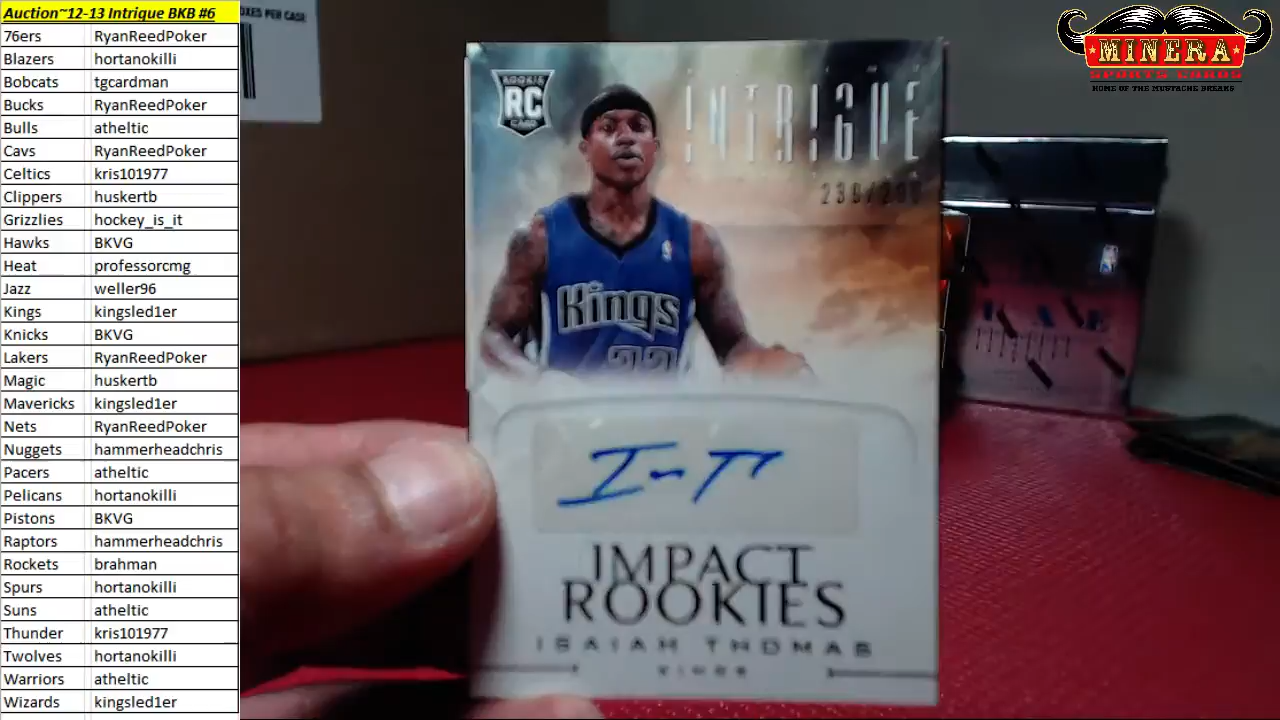 Auction~12-13 Intrigue BKB #6
76ers RyanReedPoker
Blazers hortanokilli
Bobcats tgcardman
Bucks RyanReedPoker
Bulls atheltic
Cavs RyanReedPoker
Celtics kris101977
Clippers huskertb
Grizzlies hockey_is_it
Hawks BKVG
Heat professorcmg
Jazz weller96
Kings kingsled1er
Knicks BKVG
Lakers RyanReedPoker
Magic huskertb
Mavericks kingsled1er
Nets RyanReedPoker
Nuggets hammerheadchris
Pacers atheltic
Pelicans hortanokilli
Pistons BKVG
Raptors hammerheadchris
Rockets brahman
Spurs hortanokilli
Suns atheltic
Thunder kris101977
Twolves hortanokilli
Warriors atheltic
Wizards kingsled1er
BOXES PER CASE
ROOKIE
RC
CARD
INTRIGUE
Kings
22
IMPACT
ROOKIES
ISAIAH THOMAS
KINGS
MINERA
SPORTS CARDS
HOME OF THE MUSTACHE BREAKS